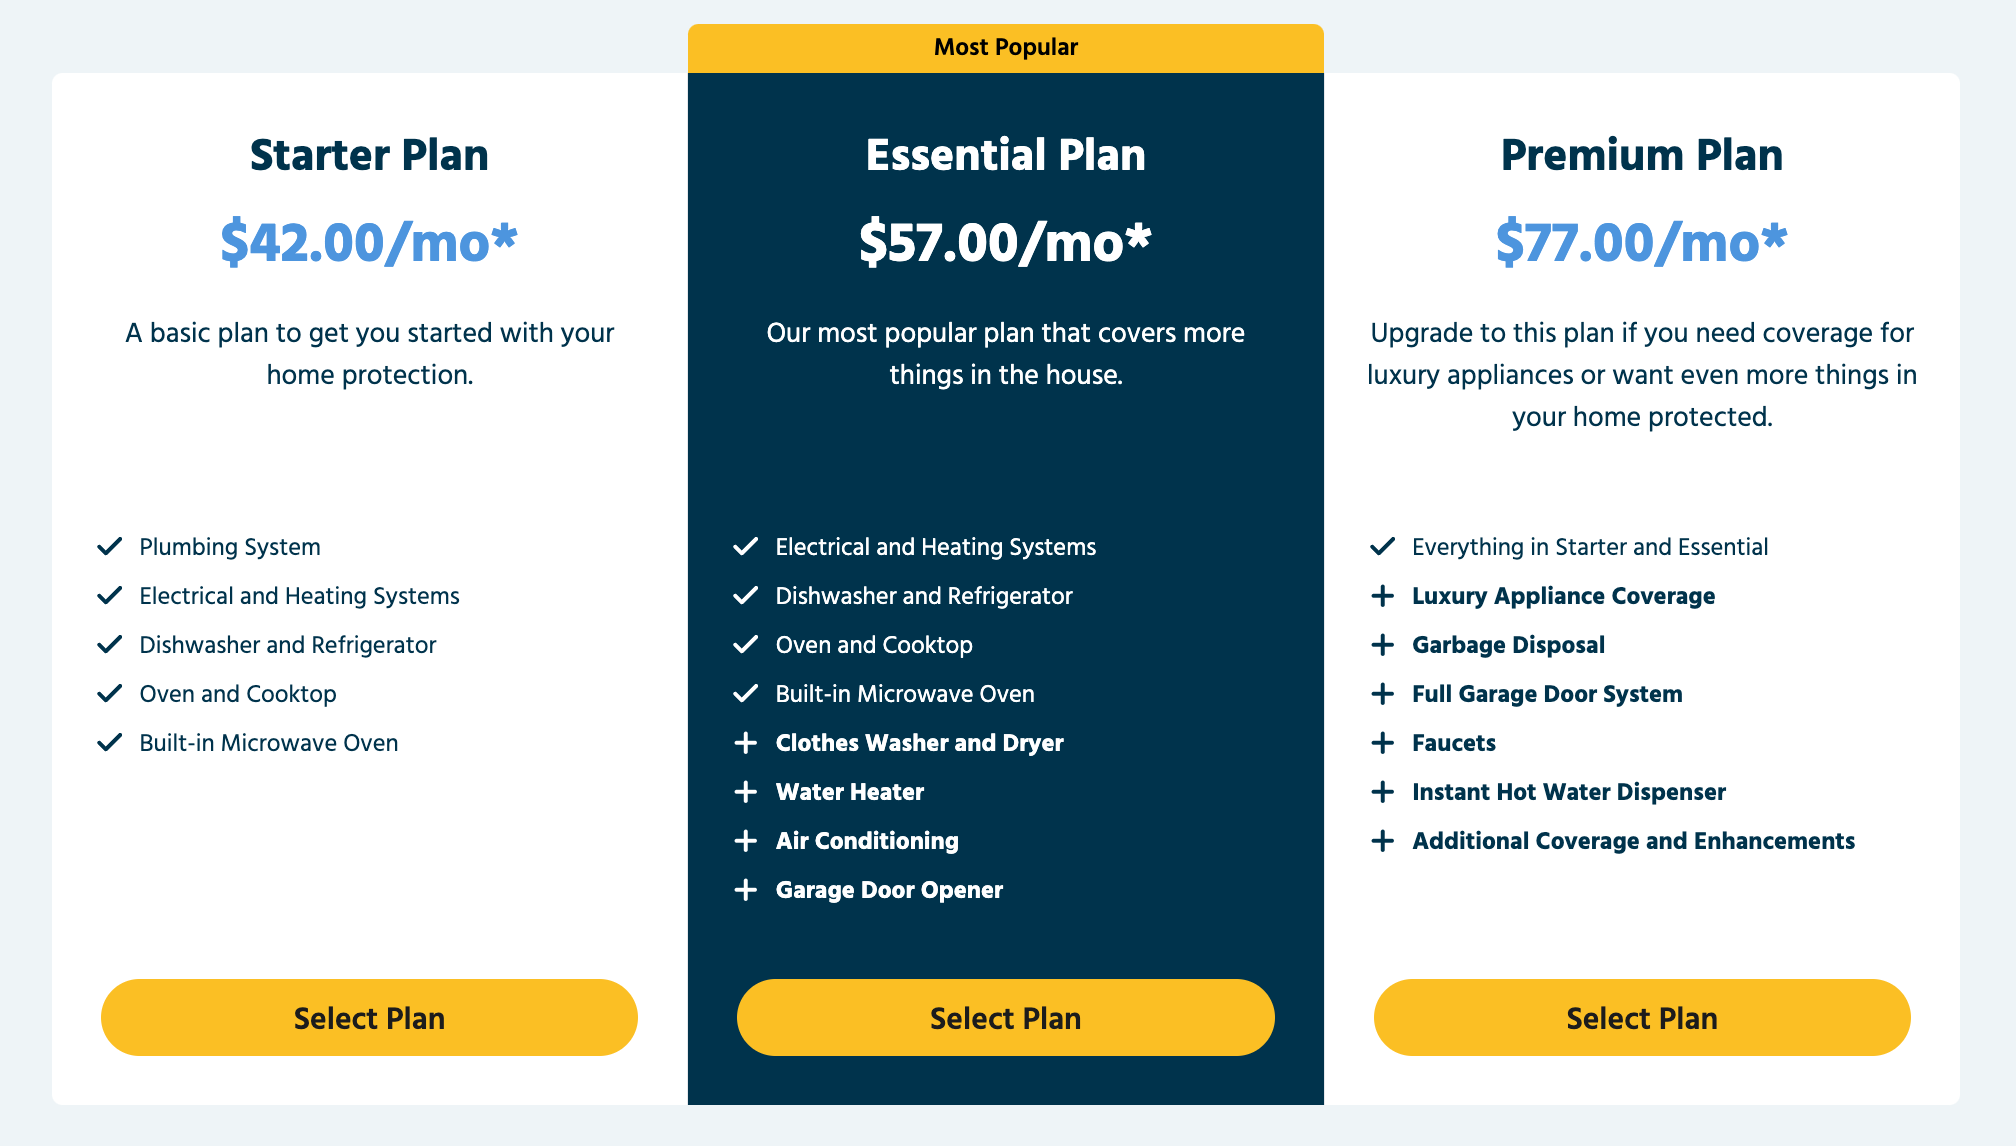 Most Popular
Starter Plan
$42.00/mo*
A basic plan to get you started with your
home protection.
Plumbing System
Electrical and Heating Systems
Dishwasher and Refrigerator
Oven and Cooktop
Built-in Microwave Oven
Select Plan
Essential Plan
$57.00/mo*
Our most popular plan that covers more
things in the house.
Electrical and Heating Systems
Dishwasher and Refrigerator
Oven and Cooktop
Built-in Microwave Oven
Clothes Washer and Dryer
Water Heater
Air Conditioning
Garage Door Opener
Select Plan
Premium Plan
$77.00/mo*
Upgrade to this plan if you need coverage for
luxury appliances or want even more things in
your home protected.
Everything in Starter and Essential
Luxury Appliance Coverage
Garbage Disposal
Full Garage Door System
Faucets
Instant Hot Water Dispenser
Additional Coverage and Enhancements
Select Plan